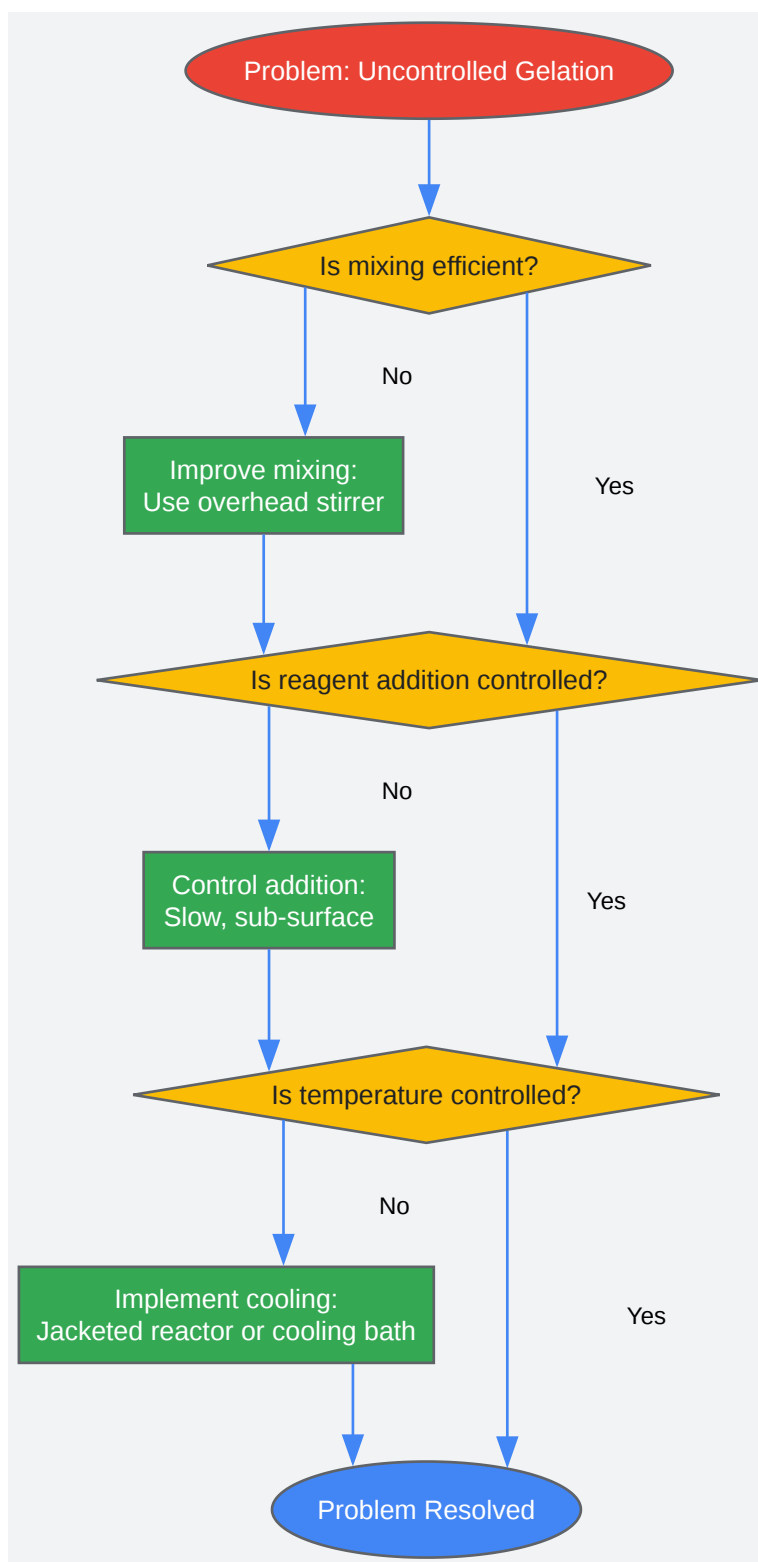 Problem: Uncontrolled Gelation
Is mixing efficient?
No
Improve mixing:
Use overhead stirrer
Yes
Is reagent addition controlled?
No
Control addition:
Slow, sub-surface
Yes
Is temperature controlled?
No
Implement cooling:
Jacketed reactor or cooling bath
Yes
Problem Resolved